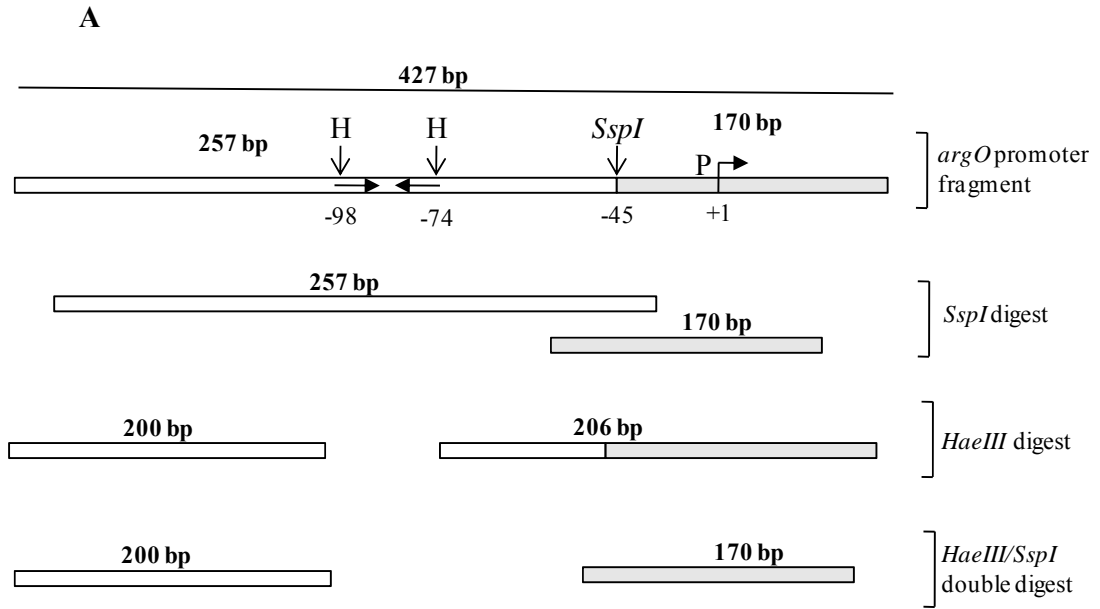 A
427 bp
257 bp
H
H
SspI
170 bp
P
argO promoter
fragment
-98
-74
-45
+1
257 bp
170 bp
SspI digest
200 bp
206 bp
HaeIII digest
200 bp
170 bp
HaeIII/SspI
double digest